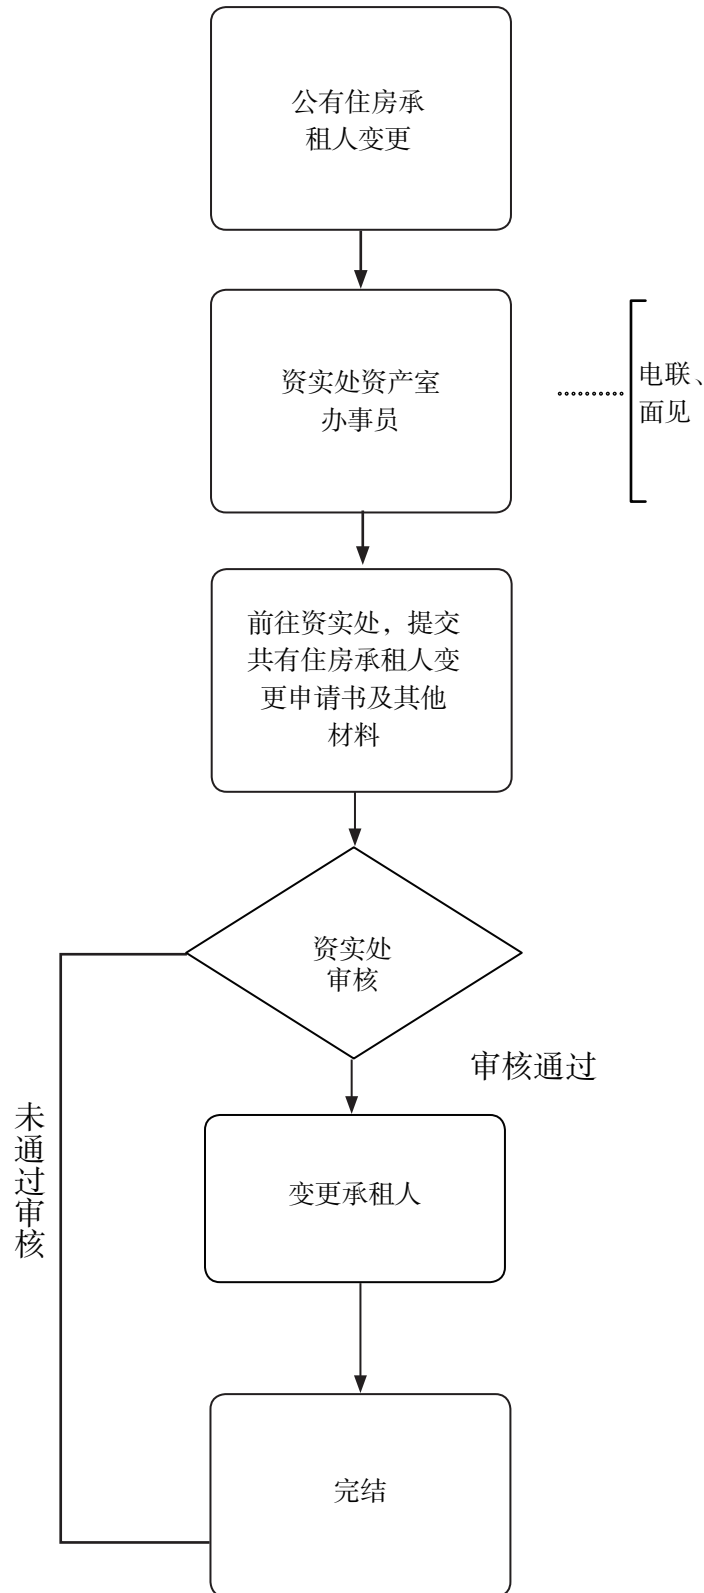 公有住房承
租人变更
资实处资产室
办事员
电联、
面见
前往资实处，提交
共有住房承租人变
更申请书及其他
材料
资实处
审核
审核通过
未通过审核
变更承租人
完结